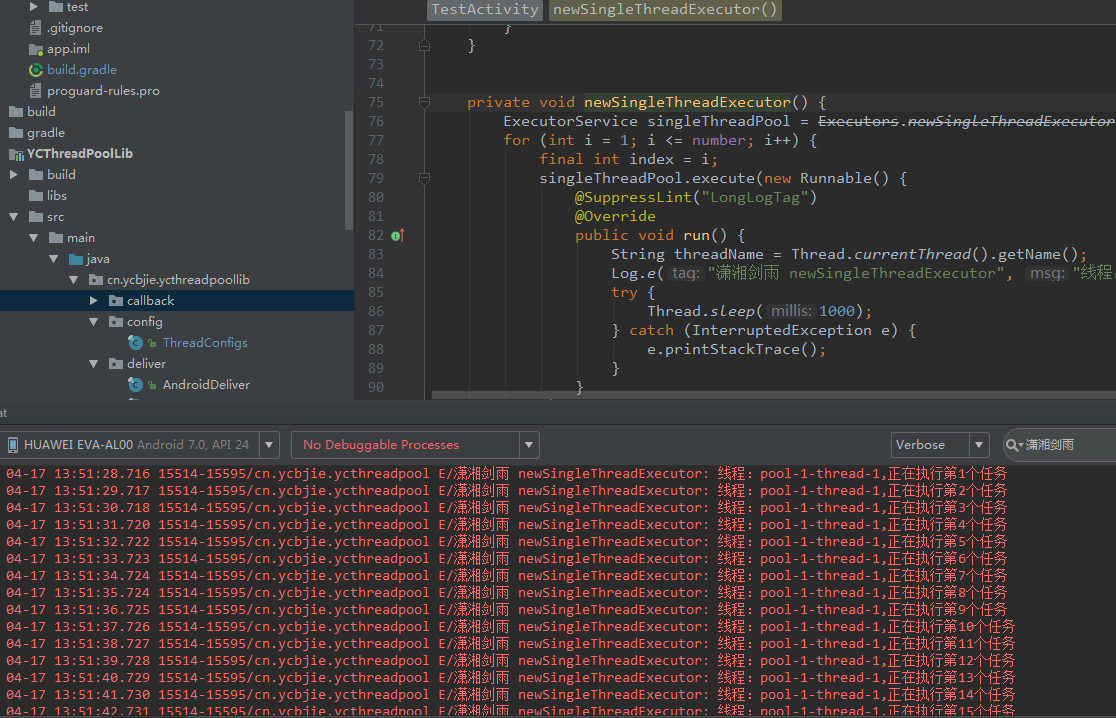 test
.gitignore
app.iml
build.gradle
proguard-rules.pro
build
gradle
YCThreadPoolLib
build
libs
src
main
java
cn.ycbjie.ycthreadpoollib
callback
config
ThreadConfigs
deliver
AndroidDeliver
TestActivity newSingleThreadExecutor()
71 }
72 }
73
74
75 private void newSingleThreadExecutor() {
76 ExecutorService singleThreadPool = Executors.newSingleThreadExecutor
77 for (int i = 1; i <= number; i++) {
78 final int index = i;
79 singleThreadPool.execute(new Runnable() {
80 @SuppressLint("LongLogTag")
81 @Override
82 public void run() {
83 String threadName = Thread.currentThread().getName();
84 Log.e( tag: "潇湘剑雨 newSingleThreadExecutor", msg: "线程
85 try {
86 Thread.sleep( millis: 1000);
87 } catch (InterruptedException e) {
88 e.printStackTrace();
89 }
90 }
at
HUAWEI EVA-AL00 Android 7.0, API 24 No Debuggable Processes Verbose 潇湘剑雨
04-17 13:51:28.716 15514-15595/cn.ycbjie.ycthreadpool E/潇湘剑雨 newSingleThreadExecutor: 线程：pool-1-thread-1,正在执行第1个任务
04-17 13:51:29.717 15514-15595/cn.ycbjie.ycthreadpool E/潇湘剑雨 newSingleThreadExecutor: 线程：pool-1-thread-1,正在执行第2个任务
04-17 13:51:30.718 15514-15595/cn.ycbjie.ycthreadpool E/潇湘剑雨 newSingleThreadExecutor: 线程：pool-1-thread-1,正在执行第3个任务
04-17 13:51:31.720 15514-15595/cn.ycbjie.ycthreadpool E/潇湘剑雨 newSingleThreadExecutor: 线程：pool-1-thread-1,正在执行第4个任务
04-17 13:51:32.722 15514-15595/cn.ycbjie.ycthreadpool E/潇湘剑雨 newSingleThreadExecutor: 线程：pool-1-thread-1,正在执行第5个任务
04-17 13:51:33.723 15514-15595/cn.ycbjie.ycthreadpool E/潇湘剑雨 newSingleThreadExecutor: 线程：pool-1-thread-1,正在执行第6个任务
04-17 13:51:34.724 15514-15595/cn.ycbjie.ycthreadpool E/潇湘剑雨 newSingleThreadExecutor: 线程：pool-1-thread-1,正在执行第7个任务
04-17 13:51:35.724 15514-15595/cn.ycbjie.ycthreadpool E/潇湘剑雨 newSingleThreadExecutor: 线程：pool-1-thread-1,正在执行第8个任务
04-17 13:51:36.725 15514-15595/cn.ycbjie.ycthreadpool E/潇湘剑雨 newSingleThreadExecutor: 线程：pool-1-thread-1,正在执行第9个任务
04-17 13:51:37.726 15514-15595/cn.ycbjie.ycthreadpool E/潇湘剑雨 newSingleThreadExecutor: 线程：pool-1-thread-1,正在执行第10个任务
04-17 13:51:38.727 15514-15595/cn.ycbjie.ycthreadpool E/潇湘剑雨 newSingleThreadExecutor: 线程：pool-1-thread-1,正在执行第11个任务
04-17 13:51:39.728 15514-15595/cn.ycbjie.ycthreadpool E/潇湘剑雨 newSingleThreadExecutor: 线程：pool-1-thread-1,正在执行第12个任务
04-17 13:51:40.729 15514-15595/cn.ycbjie.ycthreadpool E/潇湘剑雨 newSingleThreadExecutor: 线程：pool-1-thread-1,正在执行第13个任务
04-17 13:51:41.730 15514-15595/cn.ycbjie.ycthreadpool E/潇湘剑雨 newSingleThreadExecutor: 线程：pool-1-thread-1,正在执行第14个任务
04-17 13:51:42.731 15514-15595/cn.ycbjie.ycthreadpool E/潇湘剑雨 newSingleThreadExecutor: 线程：pool-1-thread-1,正在执行第15个任务